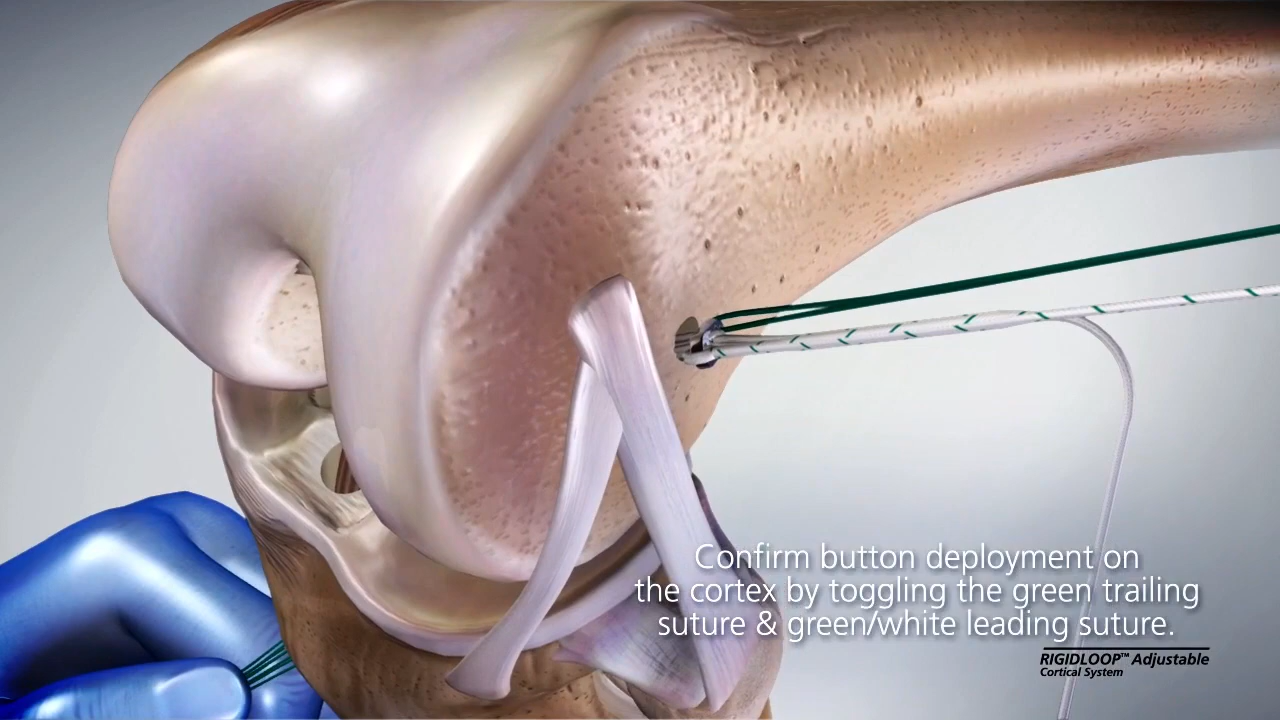 Confirm button deployment on
the cortex by toggling the green trailing
suture & green/white leading suture.
RIGIDLOOP™ Adjustable
Cortical System